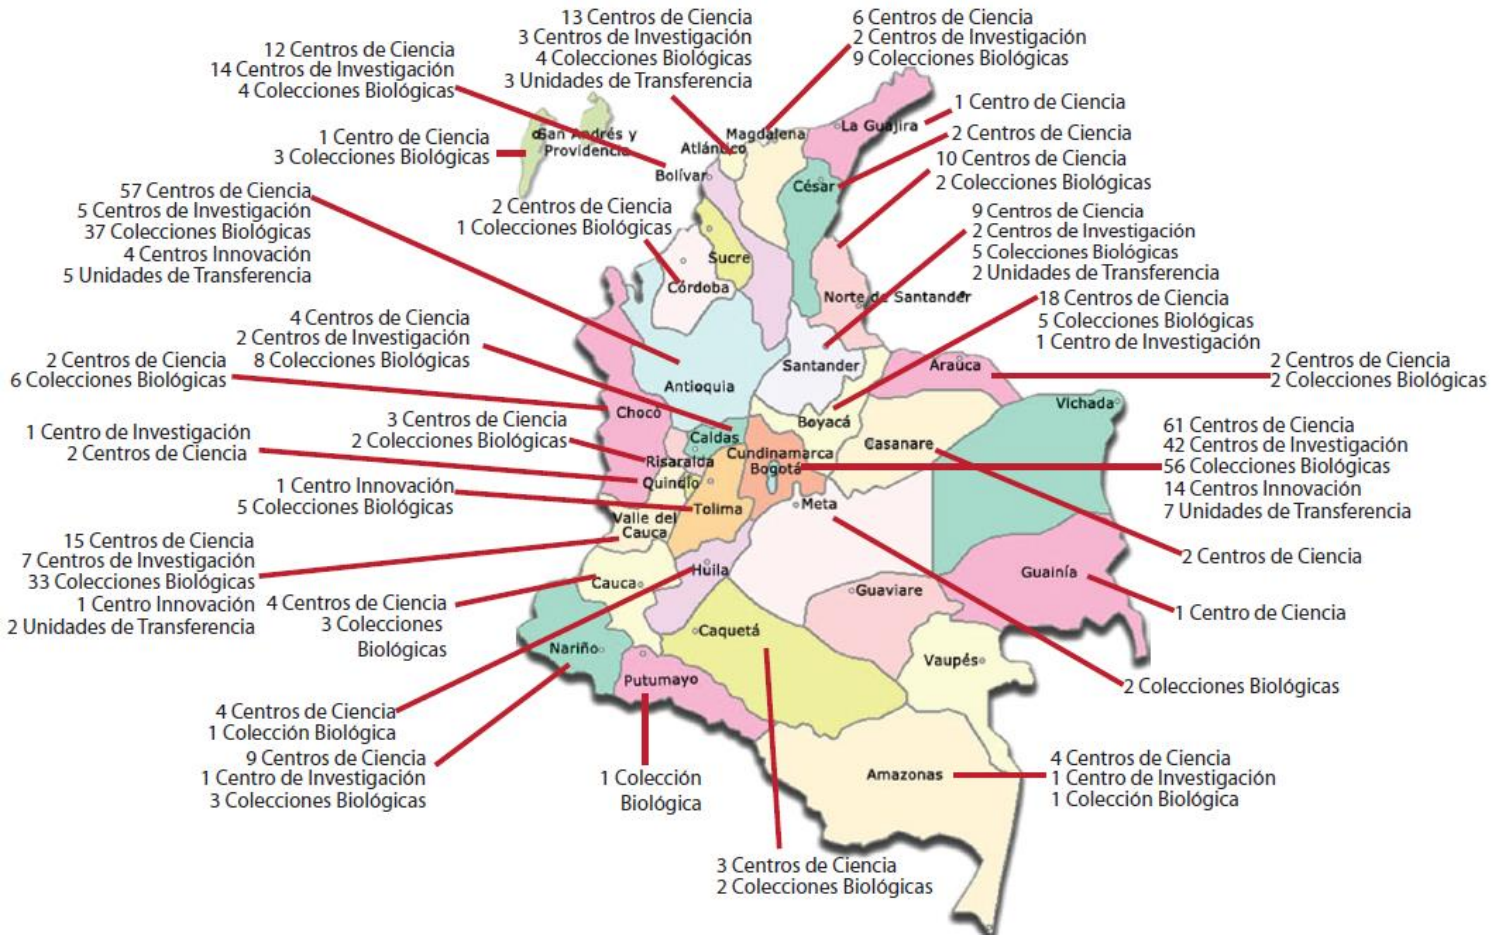 13 Centros de Ciencia
3 Centros de Investigación
4 Colecciones Biológicas
3 Unidades de Transferencia
6 Centros de Ciencia
2 Centros de Investigación
9 Colecciones Biológicas
12 Centros de Ciencia
14 Centros de Investigación
4 Colecciones Biológicas
1 Centro de Ciencia
3 Colecciones Biológicas
57 Centros de Ciencia
5 Centros de Investigación
37 Colecciones Biológicas
4 Centros Innovación
5 Unidades de Transferencia
2 Centros de Ciencia
1 Colecciones Biológicas
1 Centro de Ciencia
2 Centros de Ciencia
10 Centros de Ciencia
2 Colecciones Biológicas
9 Centros de Ciencia
2 Centros de Investigación
5 Colecciones Biológicas
2 Unidades de Transferencia
18 Centros de Ciencia
5 Colecciones Biológicas
1 Centro de Investigación
4 Centros de Ciencia
2 Centros de Investigación
8 Colecciones Biológicas
2 Centros de Ciencia
6 Colecciones Biológicas
3 Centros de Ciencia
2 Colecciones Biológicas
1 Centro de Investigación
2 Centros de Ciencia
1 Centro Innovación
5 Colecciones Biológicas
2 Centros de Ciencia
2 Colecciones Biológicas
61 Centros de Ciencia
42 Centros de Investigación
56 Colecciones Biológicas
14 Centros Innovación
7 Unidades de Transferencia
15 Centros de Ciencia
7 Centros de Investigación
33 Colecciones Biológicas
1 Centro Innovación
2 Unidades de Transferencia
4 Centros de Ciencia
3 Colecciones
Biológicas
2 Centros de Ciencia
1 Centro de Ciencia
2 Colecciones Biológicas
4 Centros de Ciencia
1 Colección Biológica
9 Centros de Ciencia
1 Centro de Investigación
3 Colecciones Biológicas
1 Colección
Biológica
4 Centros de Ciencia
1 Centro de Investigación
1 Colección Biológica
3 Centros de Ciencia
2 Colecciones Biológicas
San Andrés y
Providencia
Atlántico
Magdalena
La Guájira
Bolívar
César
Sucre
Córdoba
Norte de Santander
Antioquia
Santander
Araúca
Vichada
Chocó
Boyacá
Caldas
Casanare
Cundinamarca
Bogotá
Risaralda
Quindío
Tolima
Meta
Valle del
Cauca
Huila
Guainía
Cauca
Guaviare
Caquetá
Nariño
Vaupés
Putumayo
Amazonas